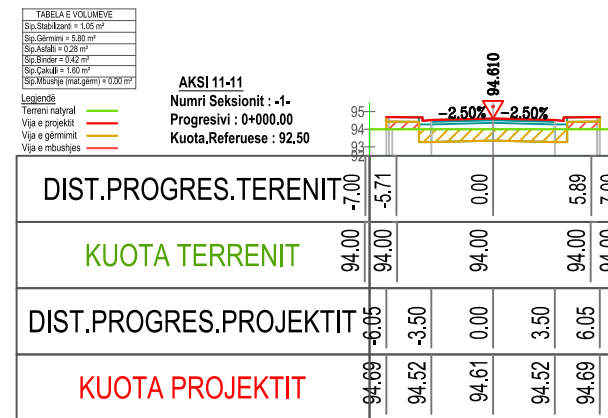 TABELA E VOLUMEVE
Sip.Stabilizanti = 1.05 m²
Sip.Gërmimi = 5.80 m²
Sip.Asfalti = 0.28 m²
Sip.Binder = 0.42 m²
Sip.Çakulli = 1.60 m²
Sip.Mbushje (mat.gërm) = 0.00 m²
Legjendë
Terreni natyral
Vija e projektit
Vija e gërmimit
Vija e mbushjes
AKSI 11-11
Numri Seksionit : -1-
Progresivi : 0+000.00
Kuota.Referuese : 92,50
94.610
-2.50% -2.50%
95
94
93
92
DIST.PROGRES.TERENIT -7.00 -5.71 0.00 5.89 7.00
KUOTA TERRENIT 94.00 94.00 94.00 94.00 94.00
DIST.PROGRES.PROJEKTIT -6.05 -3.50 0.00 3.50 6.05
KUOTA PROJEKTIT 94.69 94.52 94.61 94.52 94.69